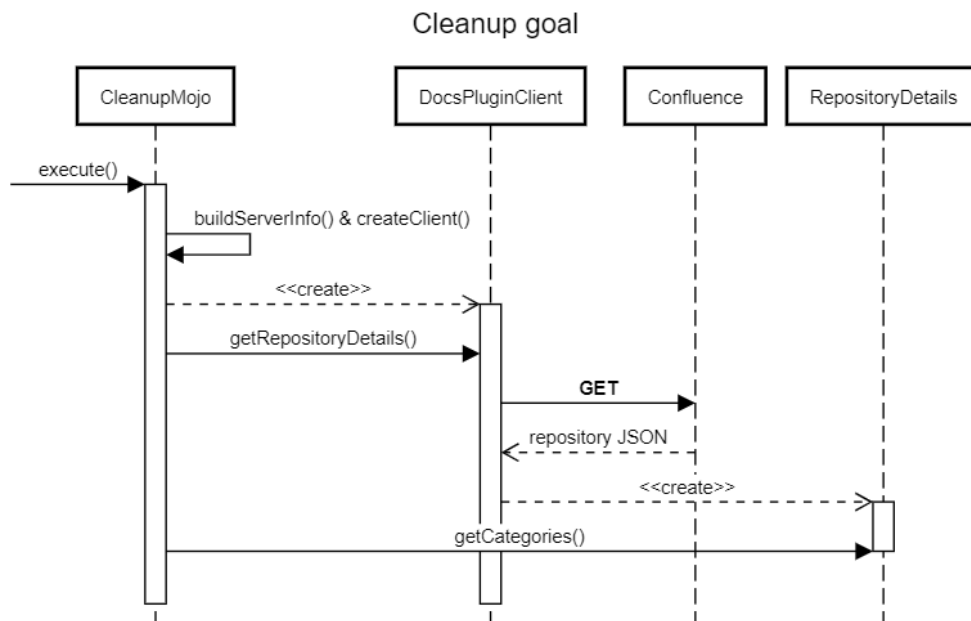 Cleanup goal
CleanupMojo
DocsPluginClient
Confluence
RepositoryDetails
execute()
buildServerInfo() & createClient()
<<create>>
getRepositoryDetails()
GET
repository JSON
<<create>>
getCategories()